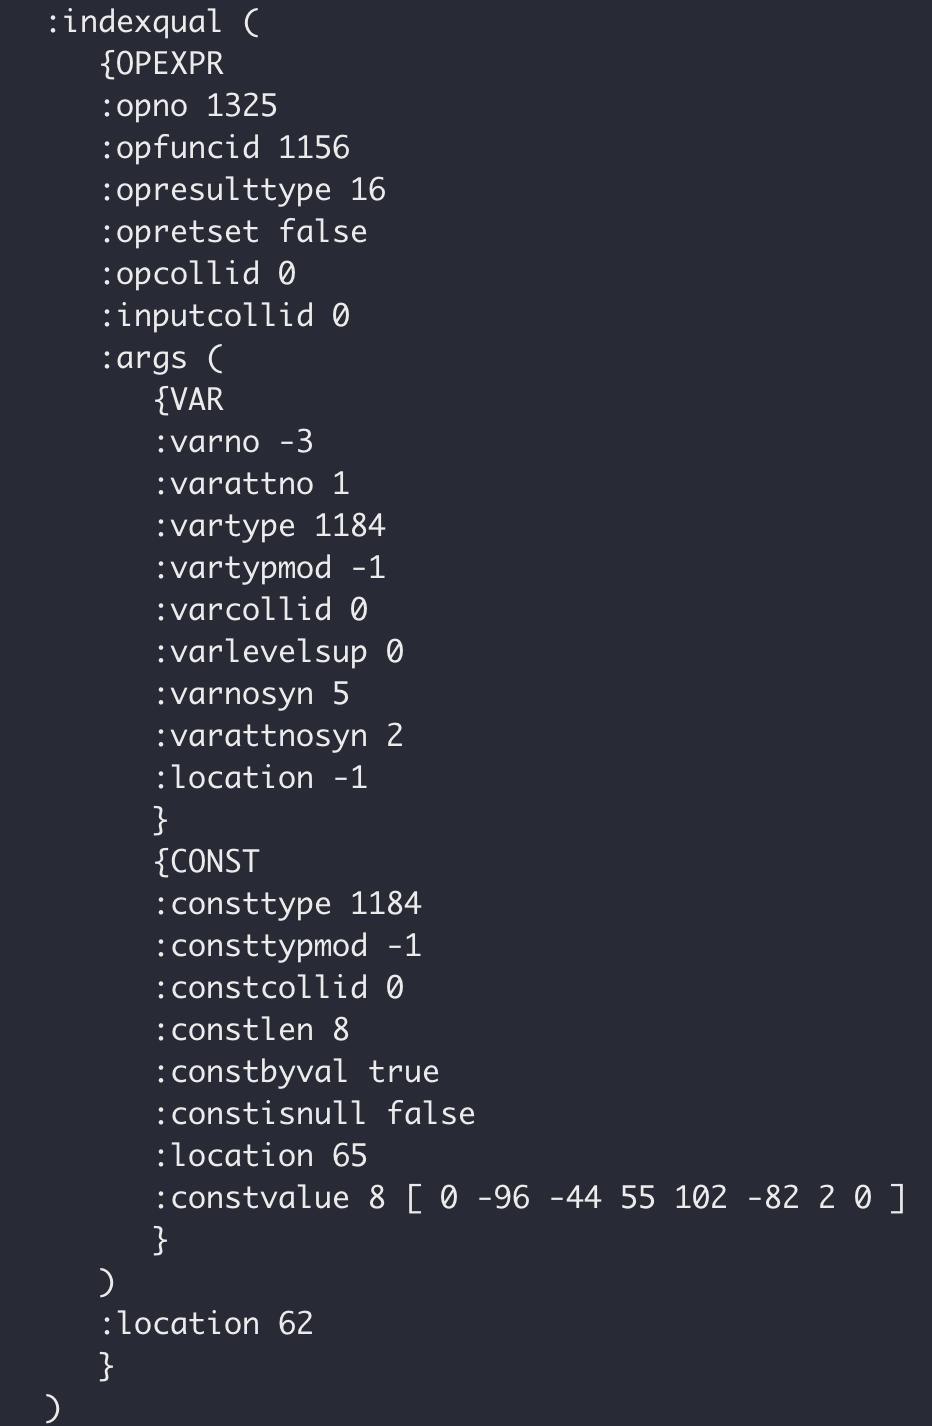 :indexqual (
{OPEXPR
:opno 1325
:opfuncid 1156
:opresulttype 16
:opretset false
:opcollid 0
:inputcollid 0
:args (
{VAR
:varno -3
:varattno 1
:vartype 1184
:vartypmod -1
:varcollid 0
:varlevelsup 0
:varnosyn 5
:varattnosyn 2
:location -1
}
{CONST
:consttype 1184
:consttypmod -1
:constcollid 0
:constlen 8
:constbyval true
:constisnull false
:location 65
:constvalue 8 [ 0 -96 -44 55 102 -82 2 0 ]
}
)
:location 62
}
)